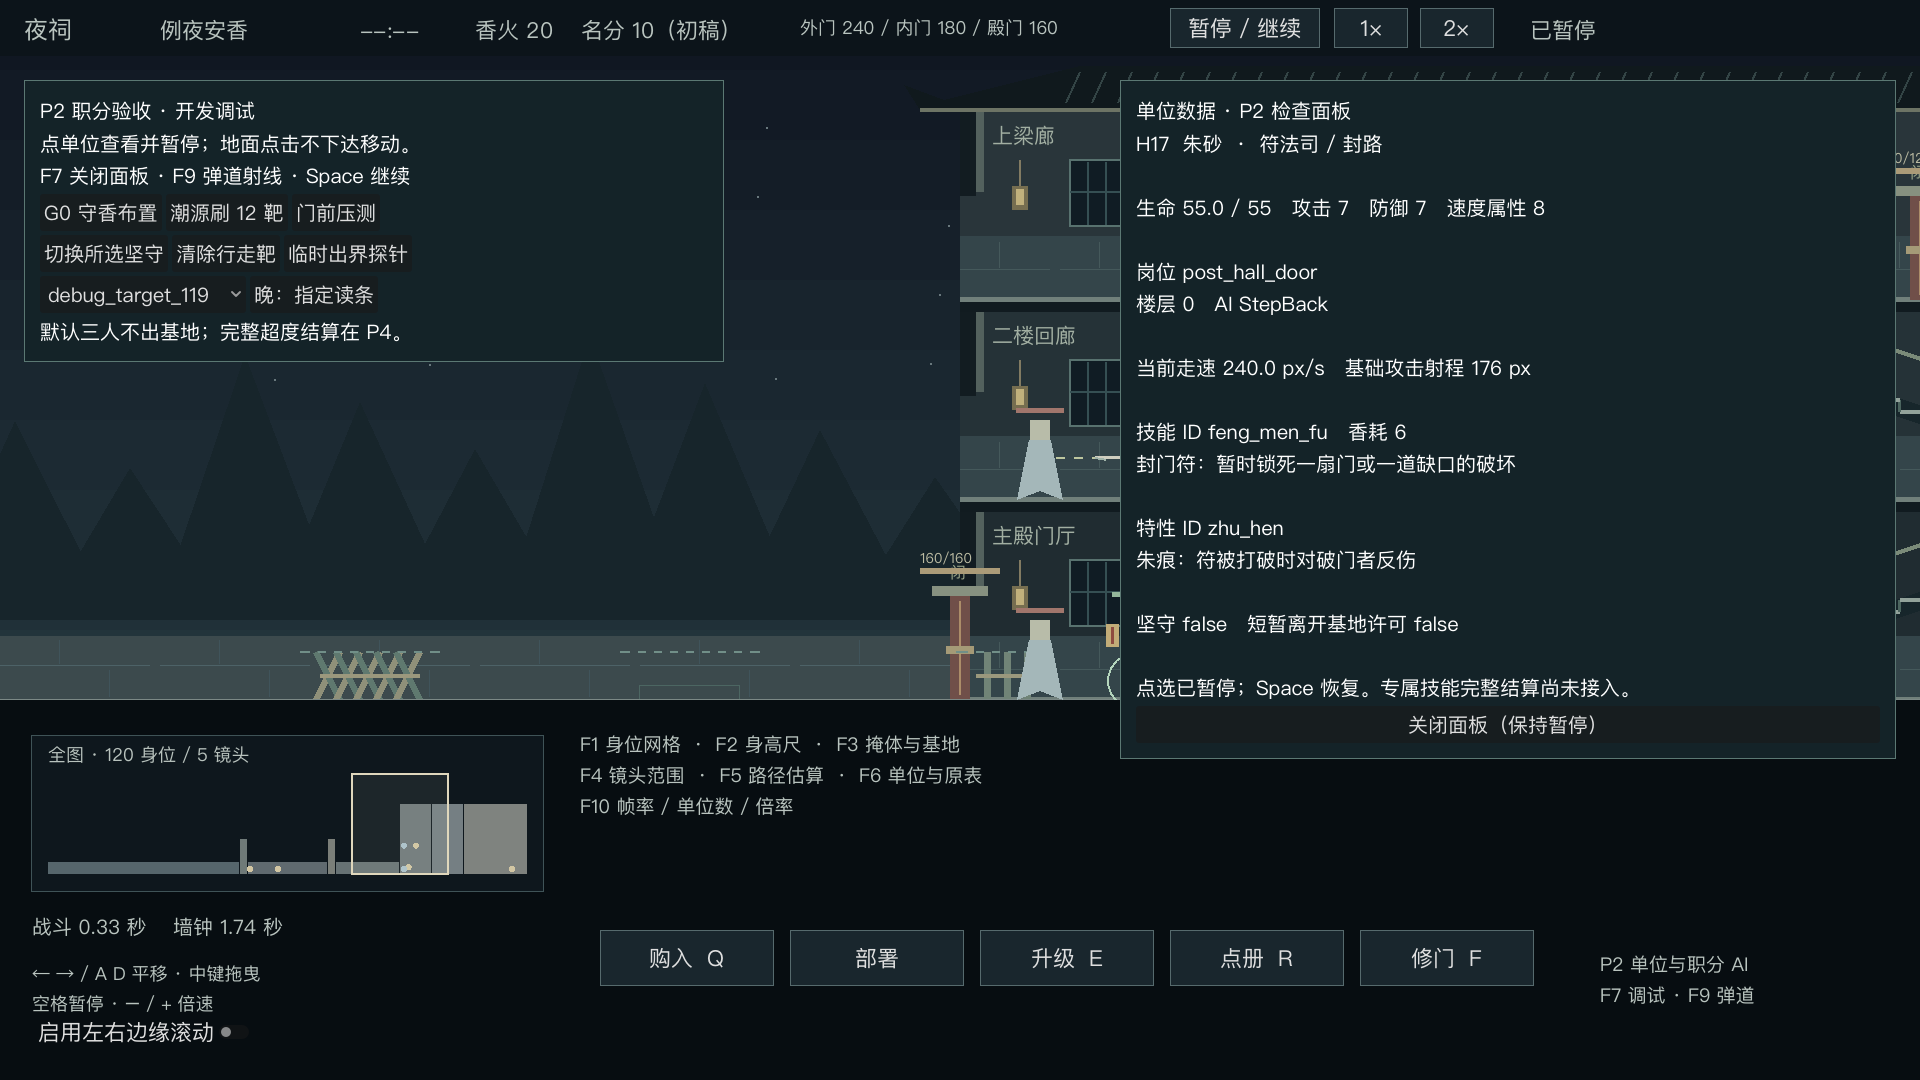 夜祠 例夜安香 --:-- 香火 20 名分 10（初稿） 外门 240 / 内门 180 / 殿门 160 暂停 / 继续 1× 2× 已暂停
P2 职分验收 · 开发调试
点单位查看并暂停；地面点击不下达移动。
F7 关闭面板 · F9 弹道射线 · Space 继续
G0 守香布置 潮源刷 12 靶 门前压测
切换所选坚守 清除行走靶 临时出界探针
debug_target_119 晚：指定读条
默认三人不出基地；完整超度结算在 P4。
上梁廊
二楼回廊
主殿门厅
160/160
闭
单位数据 · P2 检查面板
H17 朱砂 · 符法司 / 封路
生命 55.0 / 55 攻击 7 防御 7 速度属性 8
岗位 post_hall_door
楼层 0 AI StepBack
当前走速 240.0 px/s 基础攻击射程 176 px
技能 ID feng_men_fu 香耗 6
封门符：暂时锁死一扇门或一道缺口的破坏
特性 ID zhu_hen
朱痕：符被打破时对破门者反伤
坚守 false 短暂离开基地许可 false
点选已暂停；Space 恢复。专属技能完整结算尚未接入。
关闭面板（保持暂停）
全图 · 120 身位 / 5 镜头
F1 身位网格 · F2 身高尺 · F3 掩体与基地
F4 镜头范围 · F5 路径估算 · F6 单位与原表
F10 帧率 / 单位数 / 倍率
战斗 0.33 秒 墙钟 1.74 秒
←→ / A D 平移 · 中键拖曳
空格暂停 · − / + 倍速
启用左右边缘滚动
购入 Q 部署 升级 E 点册 R 修门 F
P2 单位与职分 AI
F7 调试 · F9 弹道